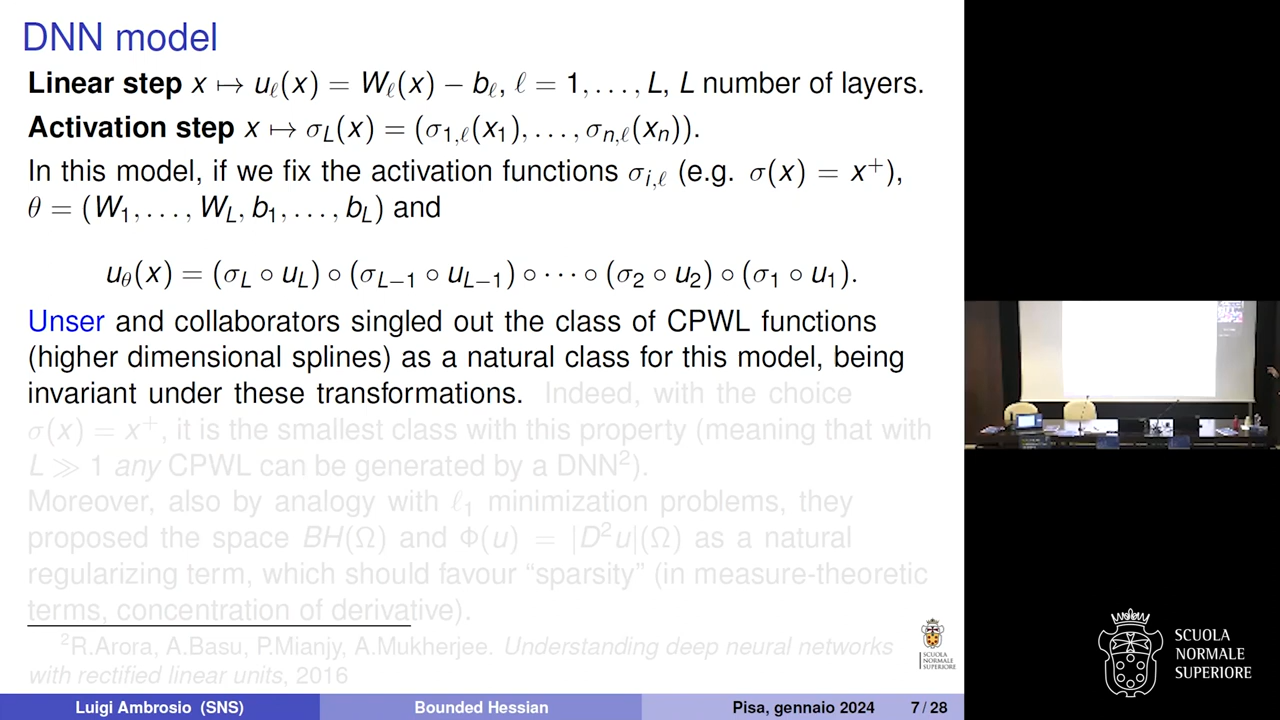 DNN model
Linear step x ↦ u_ℓ(x) = W_ℓ(x) − b_ℓ, ℓ = 1, . . . , L, L number of layers.
Activation step x ↦ σ_L(x) = (σ_{1,ℓ}(x_1), . . . , σ_{n,ℓ}(x_n)).
In this model, if we fix the activation functions σ_{i,ℓ} (e.g. σ(x) = x⁺),
θ = (W_1, . . . , W_L, b_1, . . . , b_L) and
u_θ(x) = (σ_L ∘ u_L) ∘ (σ_{L−1} ∘ u_{L−1}) ∘ · · · ∘ (σ_2 ∘ u_2) ∘ (σ_1 ∘ u_1).
Unser and collaborators singled out the class of CPWL functions
(higher dimensional splines) as a natural class for this model, being
invariant under these transformations. Indeed, with the choice
σ(x) = x⁺, it is the smallest class with this property (meaning that with
L ≫ 1 any CPWL can be generated by a DNN²).
Moreover, also by analogy with ℓ_1 minimization problems, they
proposed the space BH(Ω) and Φ(u) = |D²u|(Ω) as a natural
regularizing term, which should favour “sparsity” (in measure-theoretic
terms, concentration of derivative).
²R.Arora, A.Basu, P.Mianjy, A.Mukherjee. Understanding deep neural networks
with rectified linear units, 2016
SCUOLA
NORMALE
SUPERIORE
Luigi Ambrosio (SNS) Bounded Hessian Pisa, gennaio 2024 7 / 28
SCUOLA
NORMALE
SUPERIORE